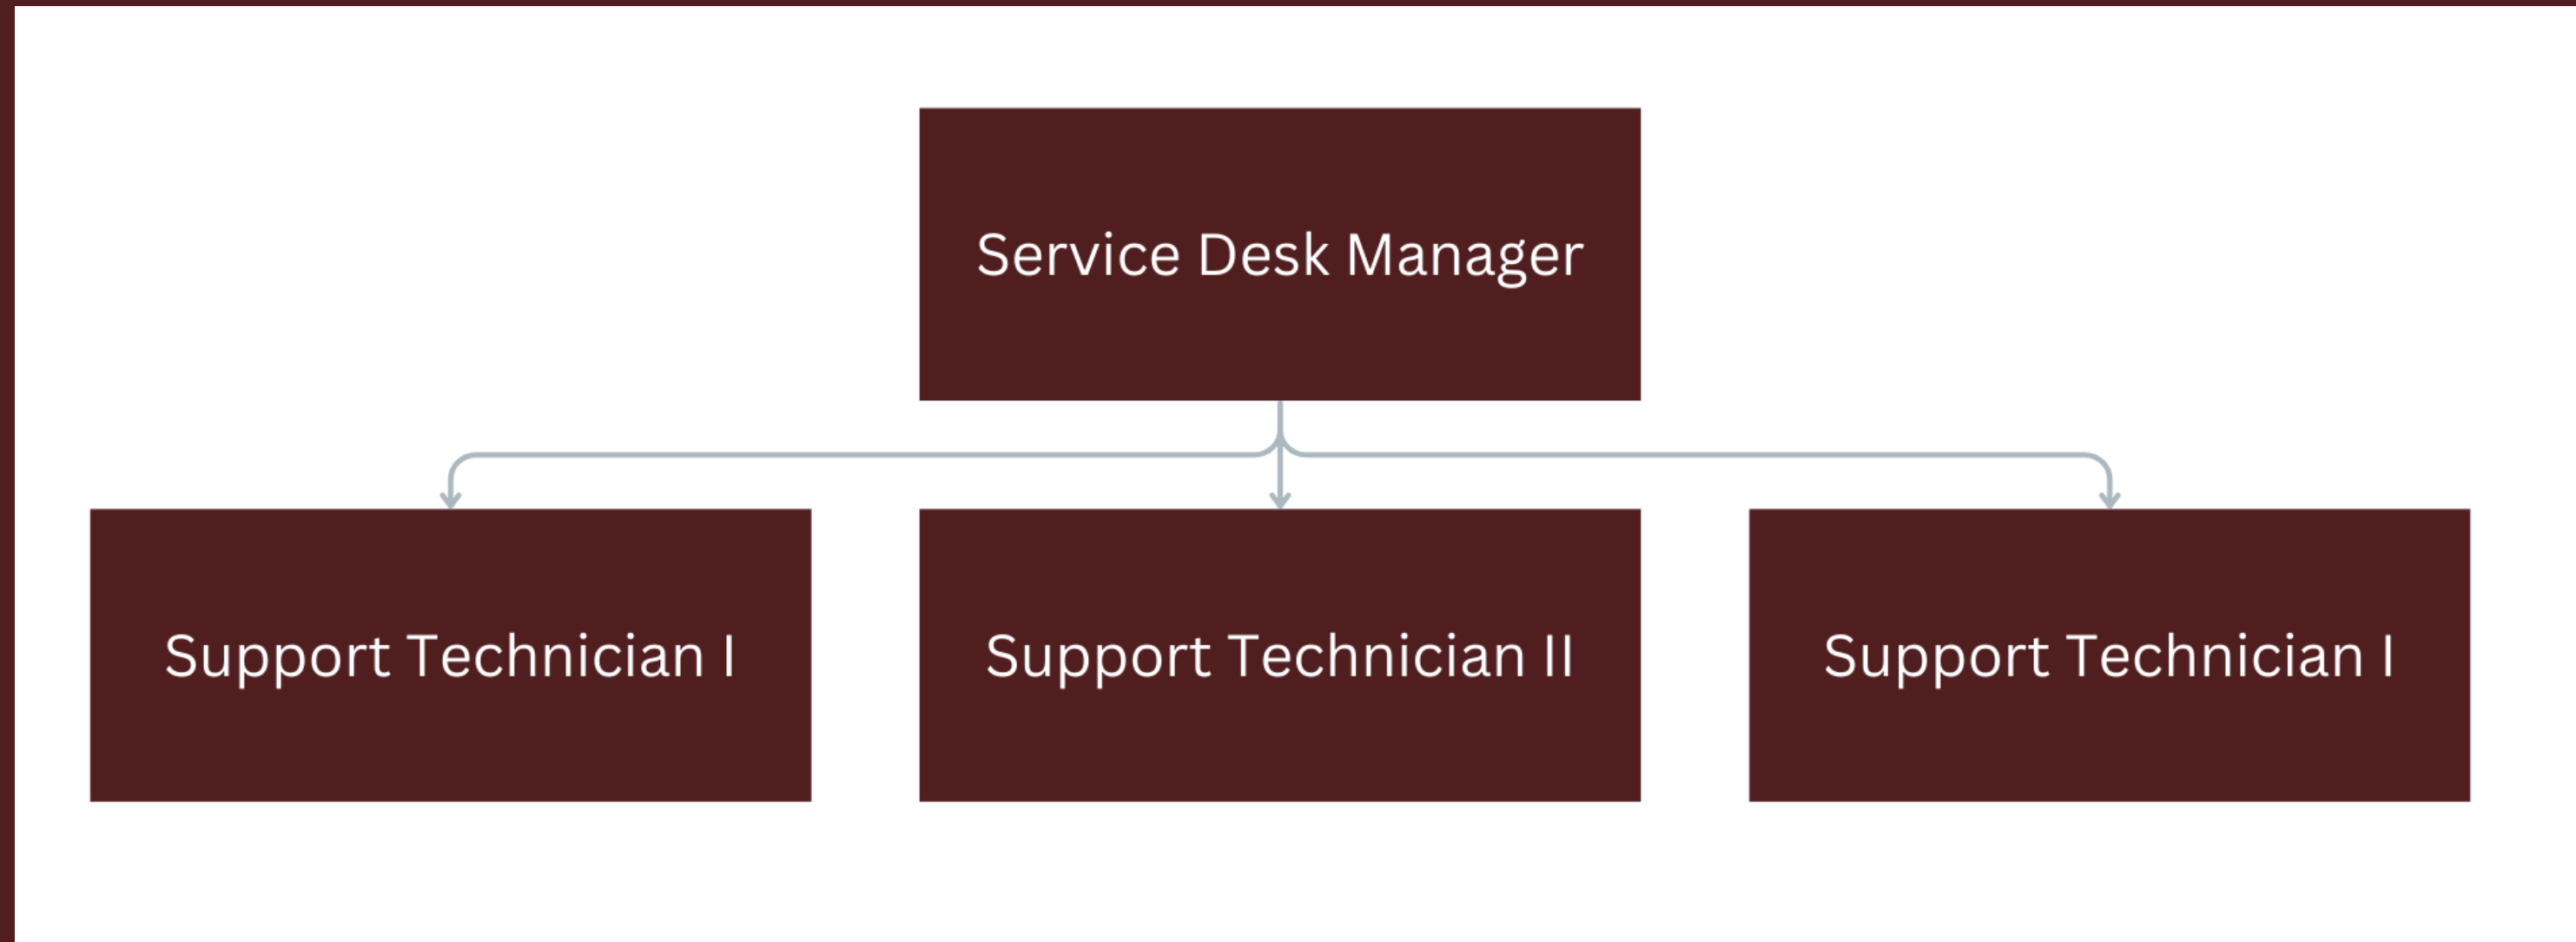 Service Desk Manager
Support Technician I
Support Technician II
Support Technician I